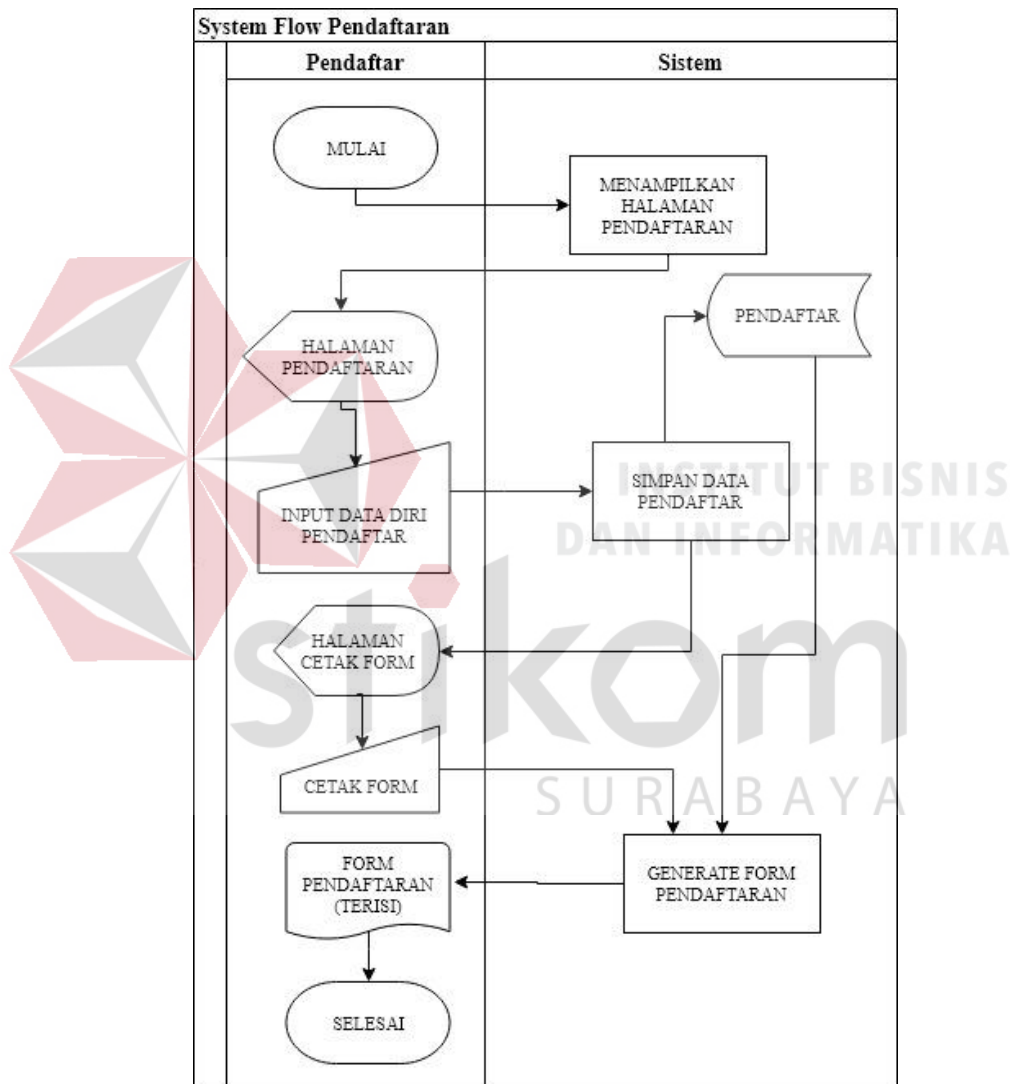 System Flow Pendaftaran
Pendaftar
Sistem
MULAI
MENAMPILKAN
HALAMAN
PENDAFTARAN
HALAMAN
PENDAFTARAN
PENDAFTAR
INPUT DATA DIRI
PENDAFTAR
SIMPAN DATA
PENDAFTAR
INSTITUT BISNIS
DAN INFORMATIKA
stikom
SURABAYA
HALAMAN
CETAK FORM
CETAK FORM
GENERATE FORM
PENDAFTARAN
FORM
PENDAFTARAN
(TERISI)
SELESAI